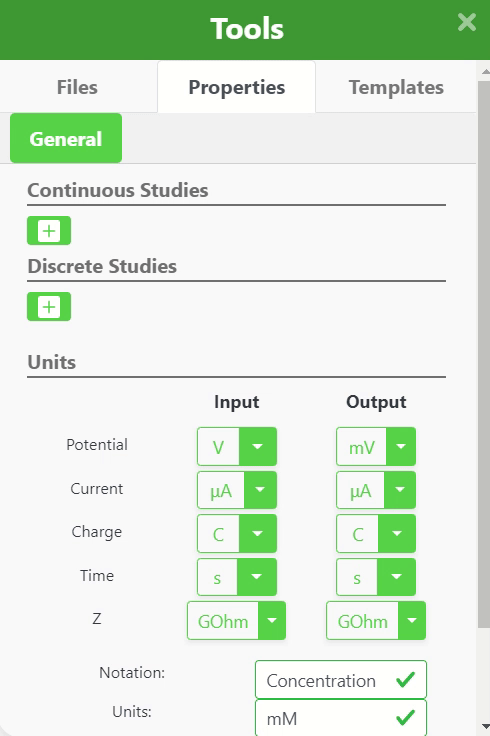 Tools
Files Properties Templates
General
Continuous Studies
Discrete Studies
Units
Input Output
Potential V mV
Current µA µA
Charge C C
Time s s
Z GOhm GOhm
Notation: Concentration
Units: mM